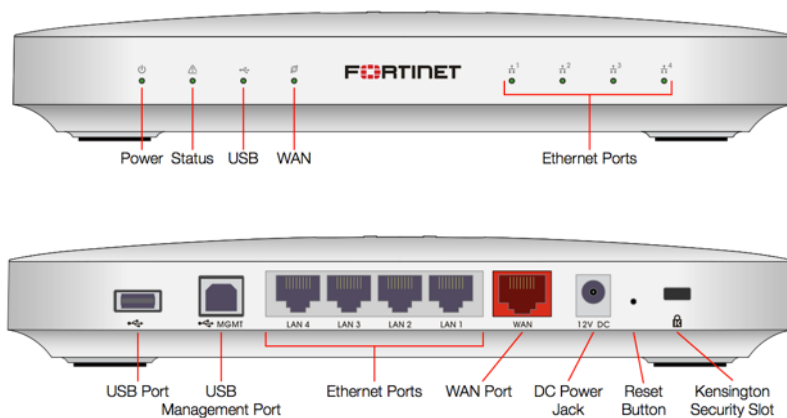 1 2 3 4
FORTINET
Power Status USB WAN Ethernet Ports
MGMT LAN 4 LAN 3 LAN 2 LAN 1 WAN 12V DC K
USB Port USB Management Port Ethernet Ports WAN Port DC Power Jack Reset Button Kensington Security Slot